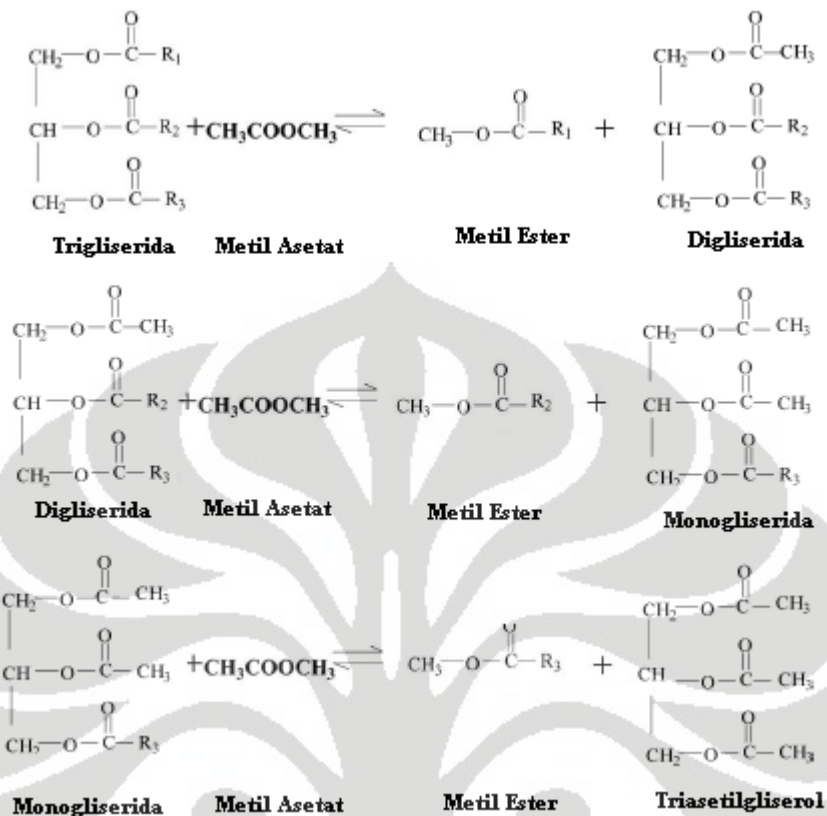 O O
CH2—O—C—R1 CH2—O—C—CH3
O O O
CH—O—C—R2 + CH3COOCH3 ⇌ CH3—O—C—R1 + CH—O—C—R2
O O
CH2—O—C—R3 CH2—O—C—R3
Trigliserida Metil Asetat Metil Ester Digliserida
O O
CH2—O—C—CH3 CH2—O—C—CH3
O O O
CH—O—C—R2 + CH3COOCH3 ⇌ CH3—O—C—R2 + CH—O—C—CH3
O O
CH2—O—C—R3 CH2—O—C—R3
Digliserida Metil Asetat Metil Ester Monogliserida
O O
CH2—O—C—CH3 CH2—O—C—CH3
O O O
CH—O—C—CH3 + CH3COOCH3 ⇌ CH3—O—C—R3 + CH—O—C—CH3
O O
CH2—O—C—R3 CH2—O—C—CH3
Monogliserida Metil Asetat Metil Ester Triasetilgliserol